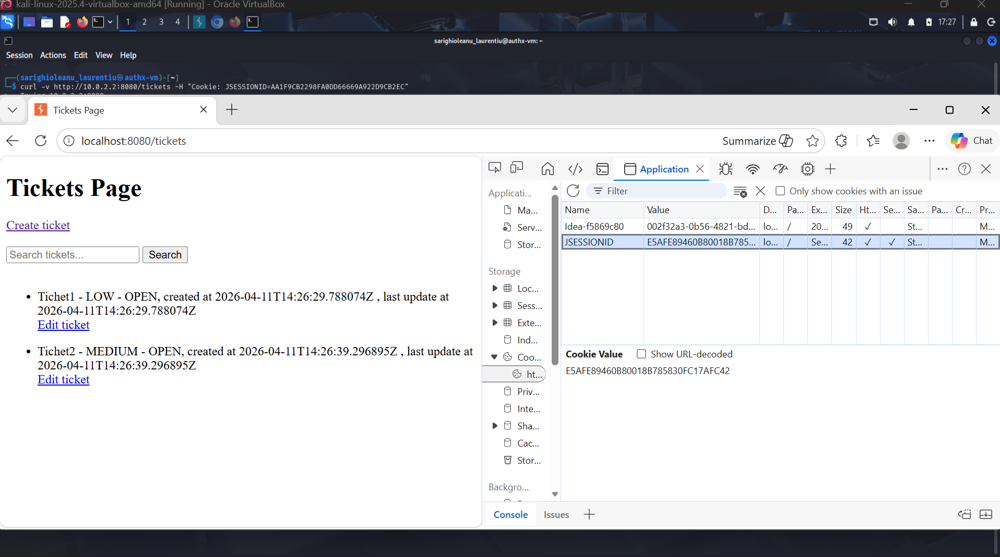 kali-linux-2025.4-virtualbox-amd64 [Running] - Oracle VirtualBox
1 2 3 4
17:27
sarighioleanu_laurentiu@authx-vm: ~
Session Actions Edit View Help
(sarighioleanu_laurentiu㉿authx-vm)-[~]
$ curl -v http://10.0.2.2:8080/tickets -H "Cookie: JSESSIONID=AA1F9CB2298FA0DD66669A922D9CB2EC"
Tickets Page
localhost:8080/tickets
Summarize
Chat
Tickets Page
Create ticket
Search tickets...
Search
Tichet1 - LOW - OPEN, created at 2026-04-11T14:26:29.788074Z , last update at
2026-04-11T14:26:29.788074Z
Edit ticket
Tichet2 - MEDIUM - OPEN, created at 2026-04-11T14:26:39.296895Z , last update at
2026-04-11T14:26:39.296895Z
Edit ticket
Application
Applicati...
Ma...
Serv...
Stor...
Storage
Loc...
Sess...
Exte...
Ind...
Coo...
ht...
Priv...
Inte...
Sha...
Cac...
Stor...
Backgro...
Filter
Only show cookies with an issue
Name Value D... Pa... Ex... Size Ht... Se... Sa... Pa... Cr... Pr...
Idea-f5869c80 002f32a3-0b56-4821-bd... lo... / 20... 49 ✓ St... M...
JSESSIONID E5AFE89460B80018B785... lo... / Se... 42 ✓ ✓ St... M...
Cookie Value Show URL-decoded
E5AFE89460B80018B785830FC17AFC42
Console Issues